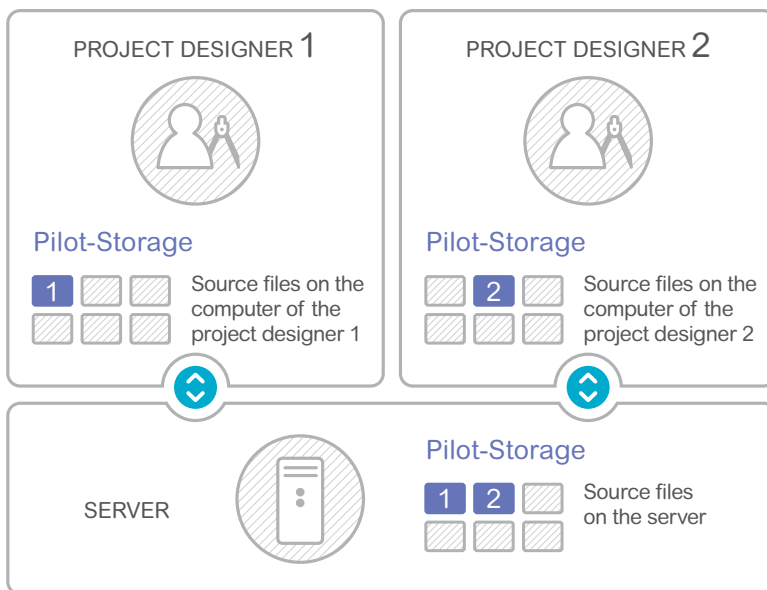 PROJECT DESIGNER 1
Pilot-Storage
1
Source files on the
computer of the
project designer 1
PROJECT DESIGNER 2
Pilot-Storage
2
Source files on the
computer of the
project designer 2
SERVER
Pilot-Storage
1 2
Source files
on the server